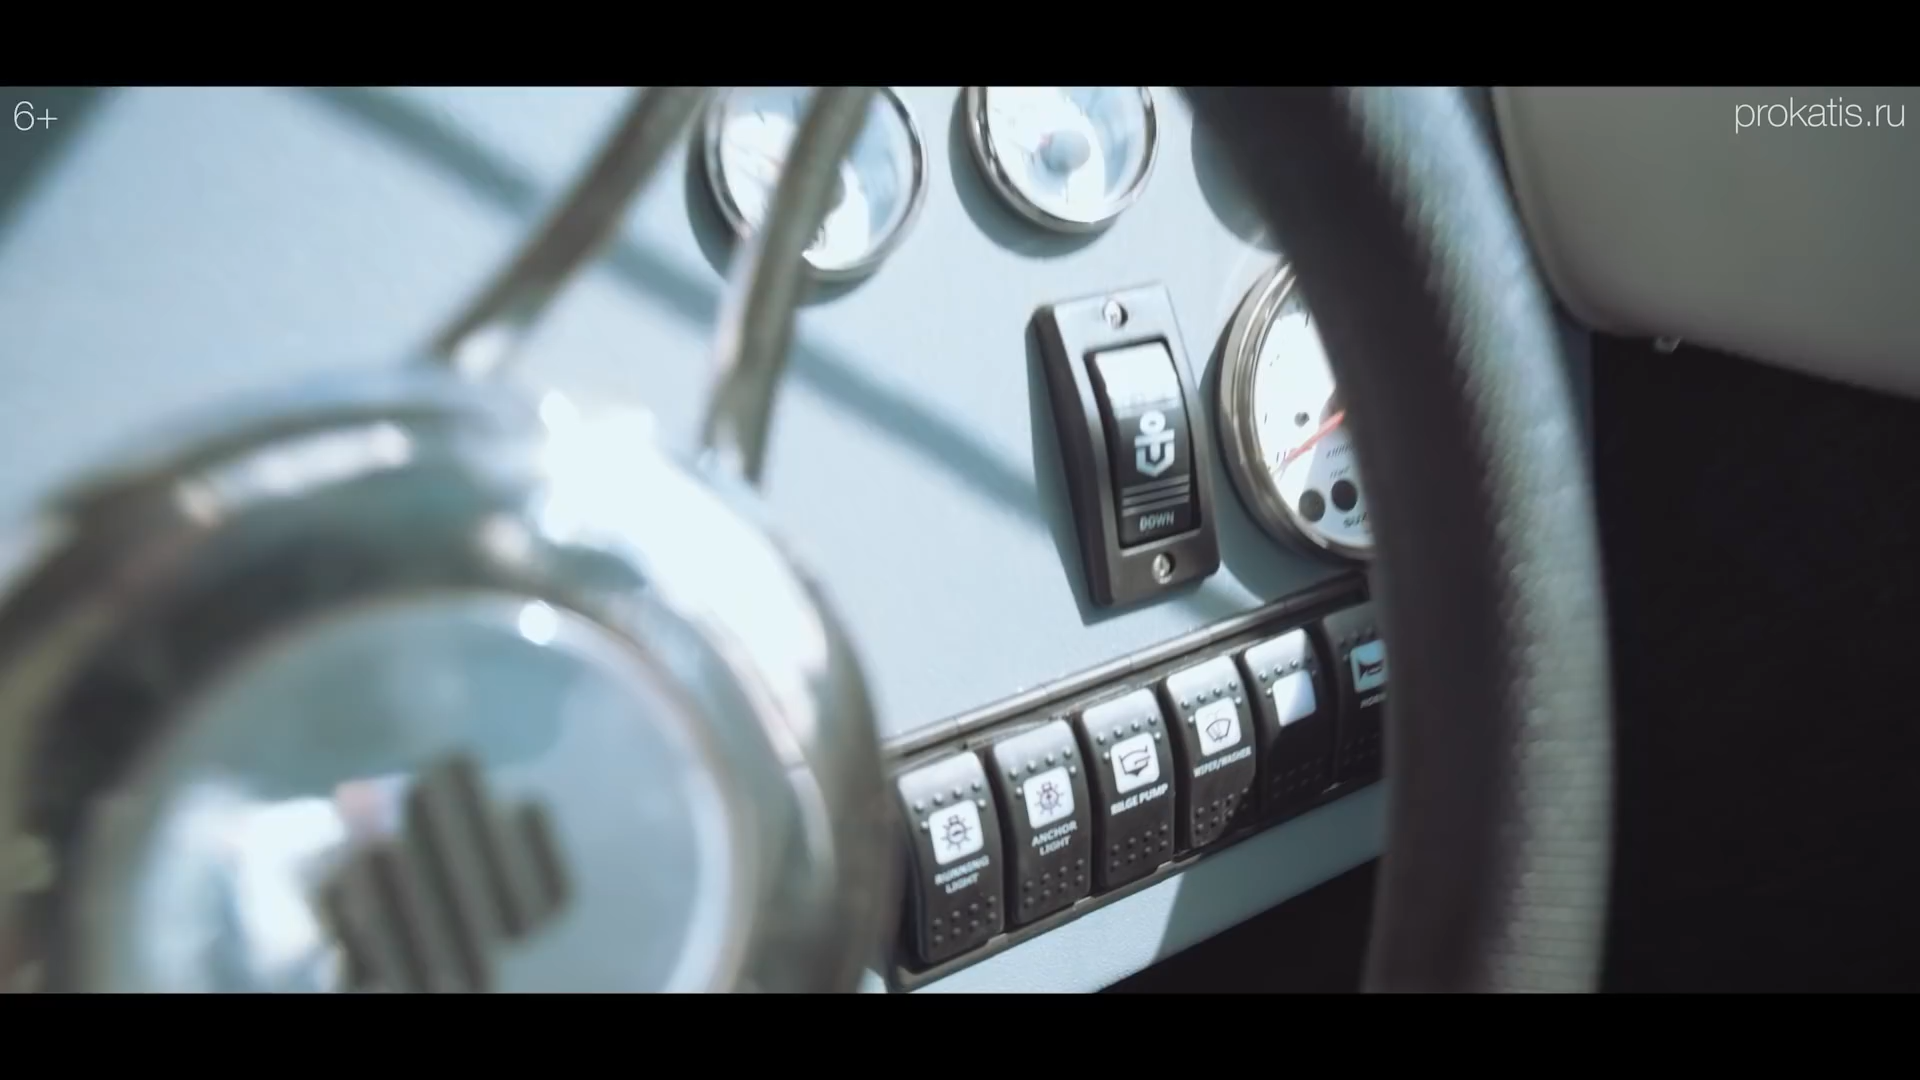 6+
prokatis.ru
DOWN
RUNNING
LIGHT
ANCHOR
LIGHT
BILGE PUMP
WIPER/WASHER